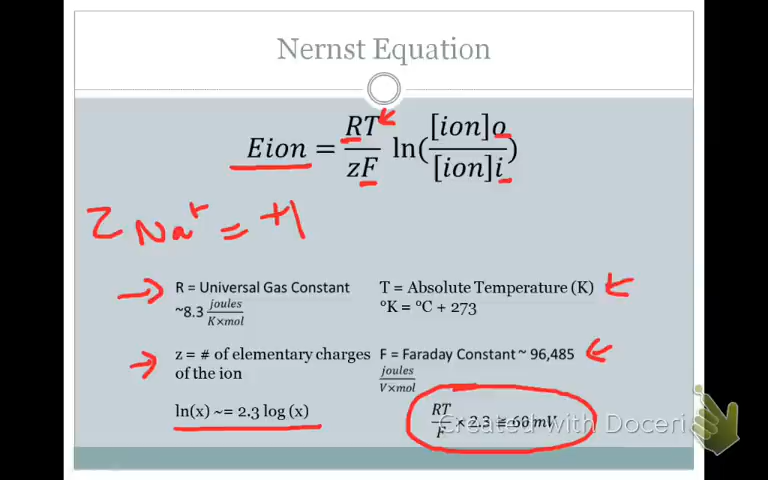 Nernst Equation
Eion = RT/zF ln([ion]o/[ion]i)
Z Na⁺ = +1
R = Universal Gas Constant
~8.3 joules/K×mol
T = Absolute Temperature (K)
°K = °C + 273
z = # of elementary charges
of the ion
F = Faraday Constant ~ 96,485
joules/V×mol
ln(x) ~= 2.3 log (x)
RT/F × 2.3 ≅ 60 mV
Created with Doceri